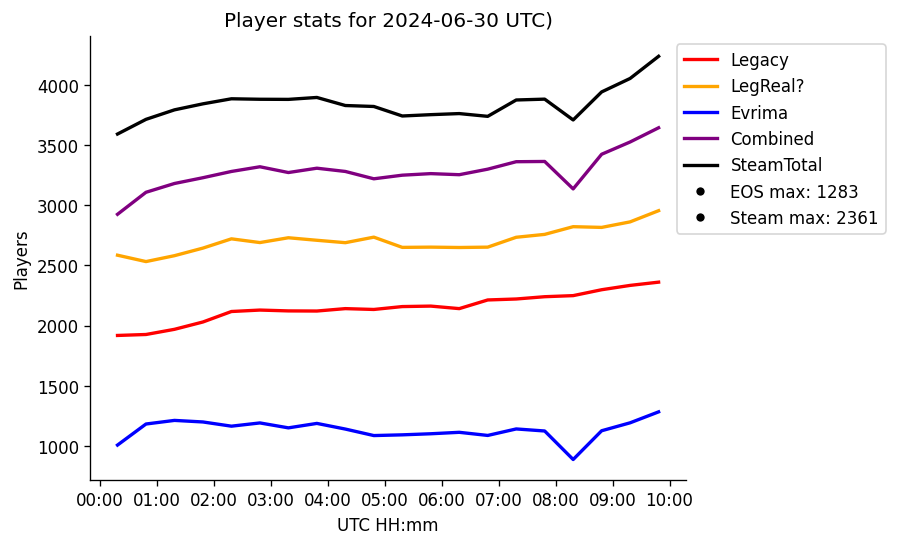 Player stats for 2024-06-30 UTC)
Legacy
LegReal?
Evrima
Combined
SteamTotal
EOS max: 1283
Steam max: 2361
Players
4000
3500
3000
2500
2000
1500
1000
00:00 01:00 02:00 03:00 04:00 05:00 06:00 07:00 08:00 09:00 10:00
UTC HH:mm